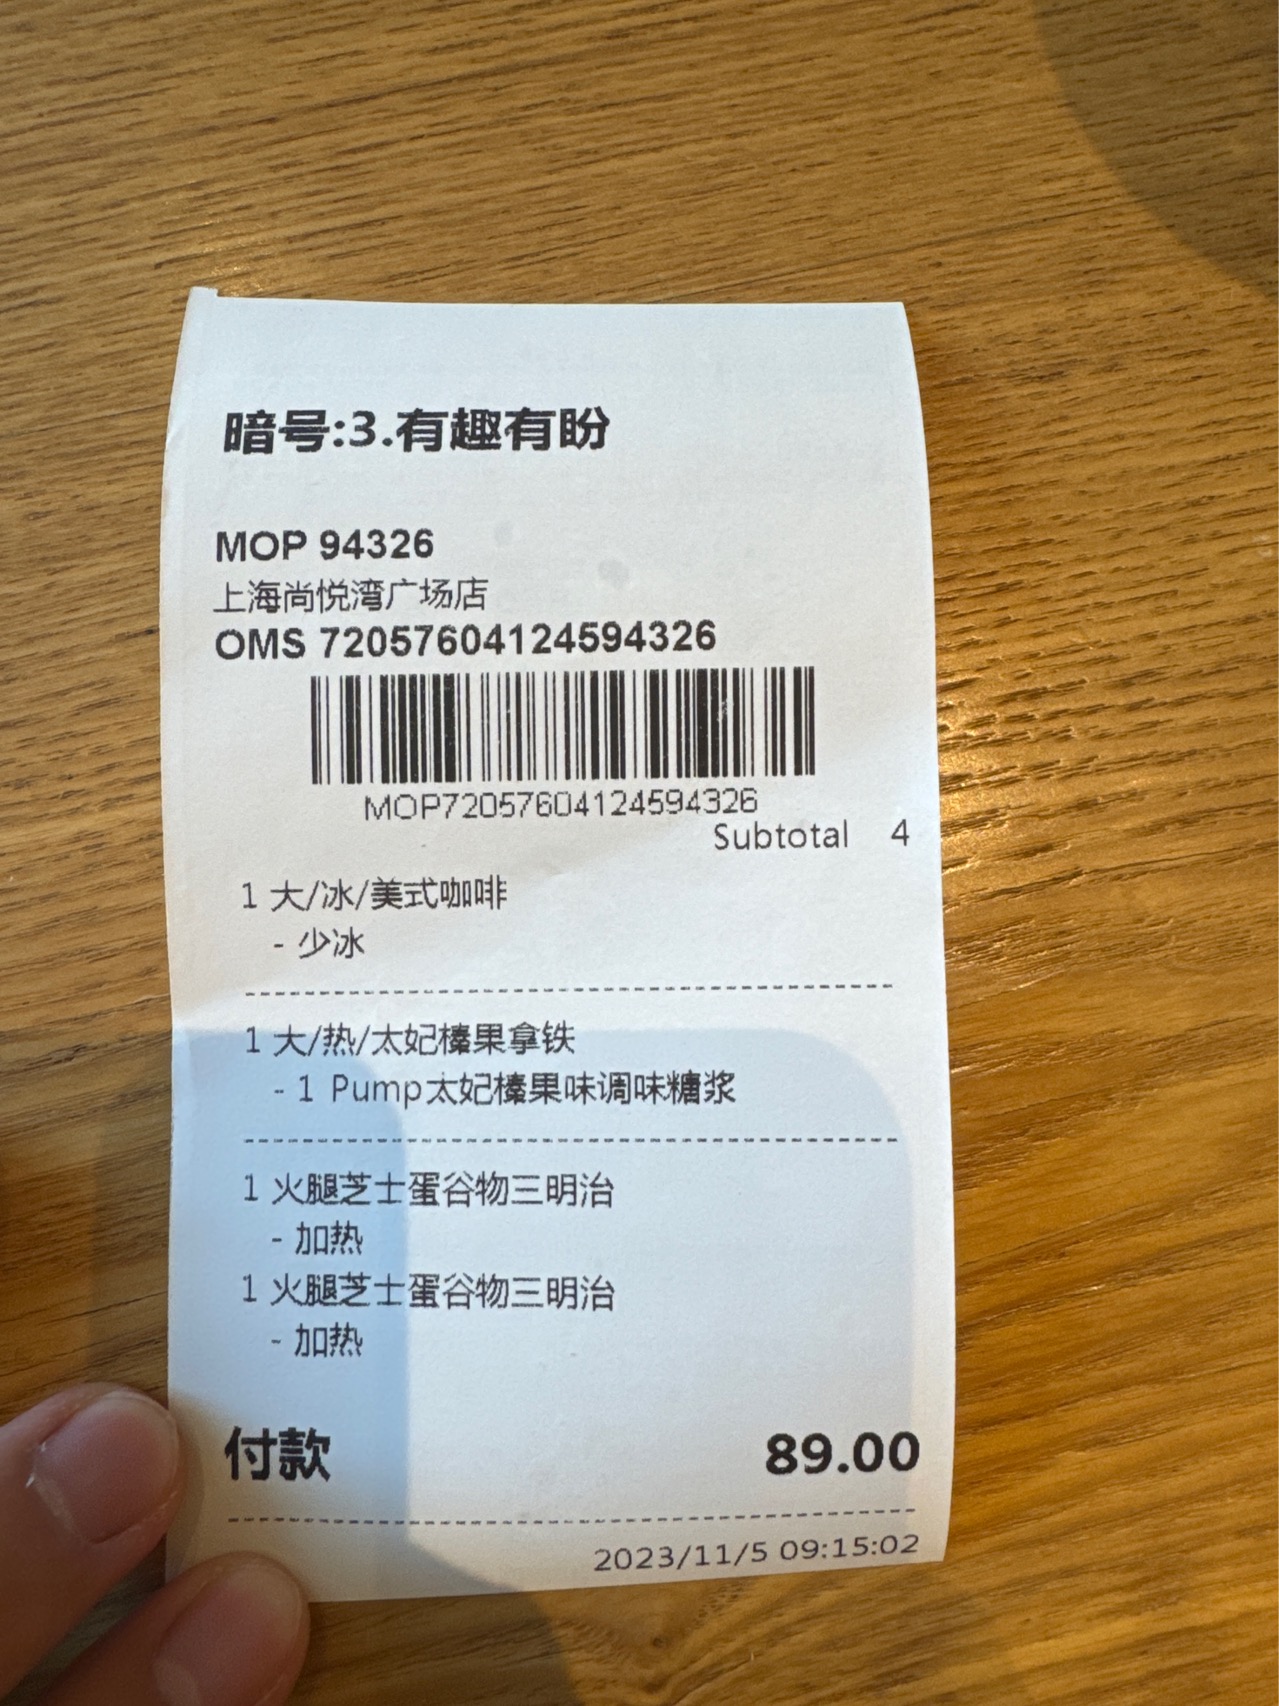 暗号:3.有趣有盼
MOP 94326
上海尚悦湾广场店
OMS 72057604124594326
MOP72057604124594326
Subtotal 4
1 大/冰/美式咖啡
- 少冰
1 大/热/太妃榛果拿铁
- 1 Pump太妃榛果味调味糖浆
1 火腿芝士蛋谷物三明治
- 加热
1 火腿芝士蛋谷物三明治
- 加热
付款 89.00
2023/11/5 09:15:02